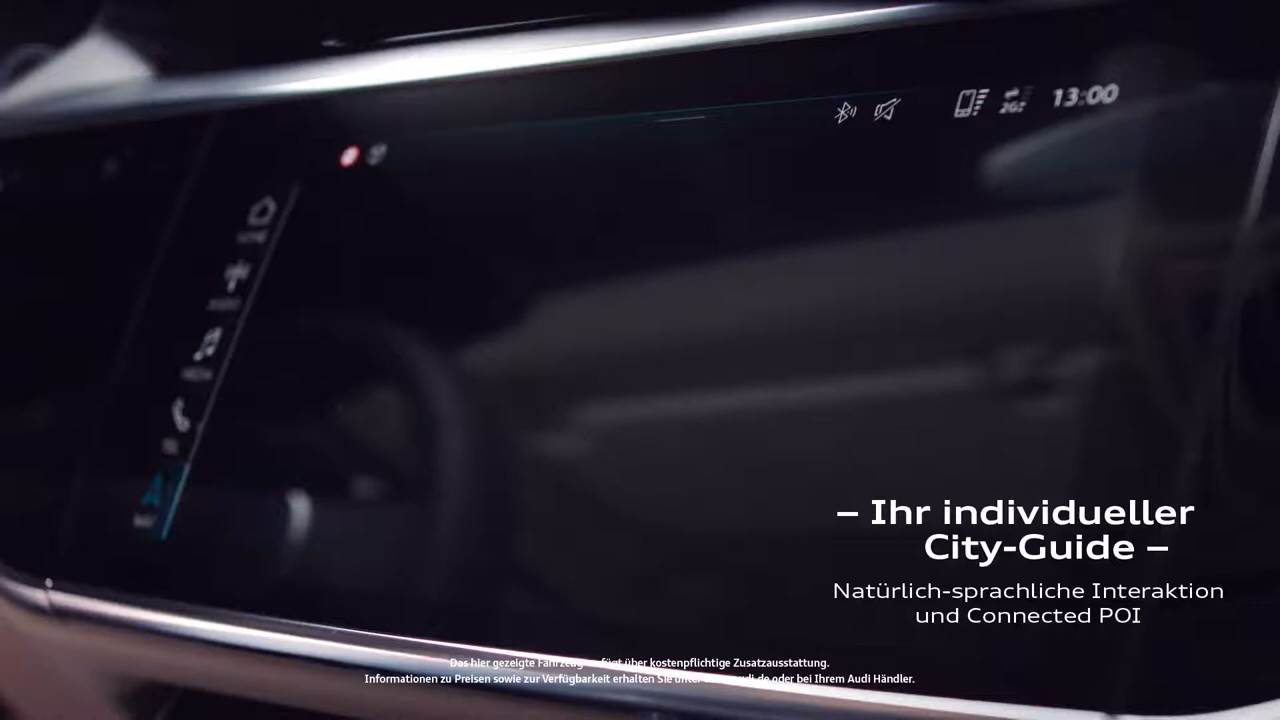 13:00
– Ihr individueller
City-Guide –
Natürlich-sprachliche Interaktion
und Connected POI
Das hier gezeigte Fahrzeug verfügt über kostenpflichtige Zusatzausstattung.
Informationen zu Preisen sowie zur Verfügbarkeit erhalten Sie unter oder bei Ihrem Audi Händler.